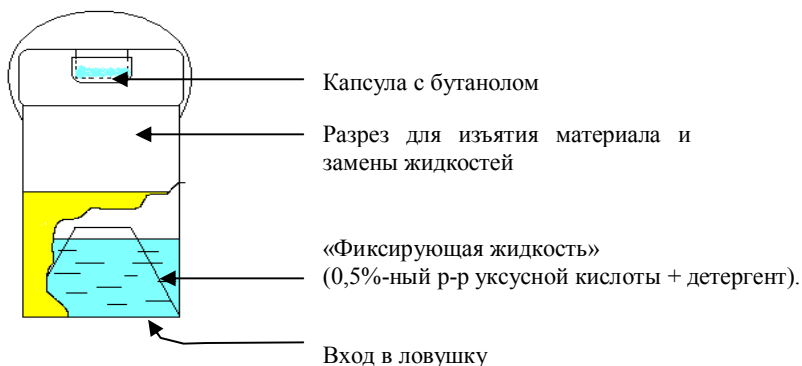 Капсула с бутанолом
Разрез для изъятия материала и
замены жидкостей
«Фиксирующая жидкость»
(0,5%-ный р-р уксусной кислоты + детергент).
Вход в ловушку